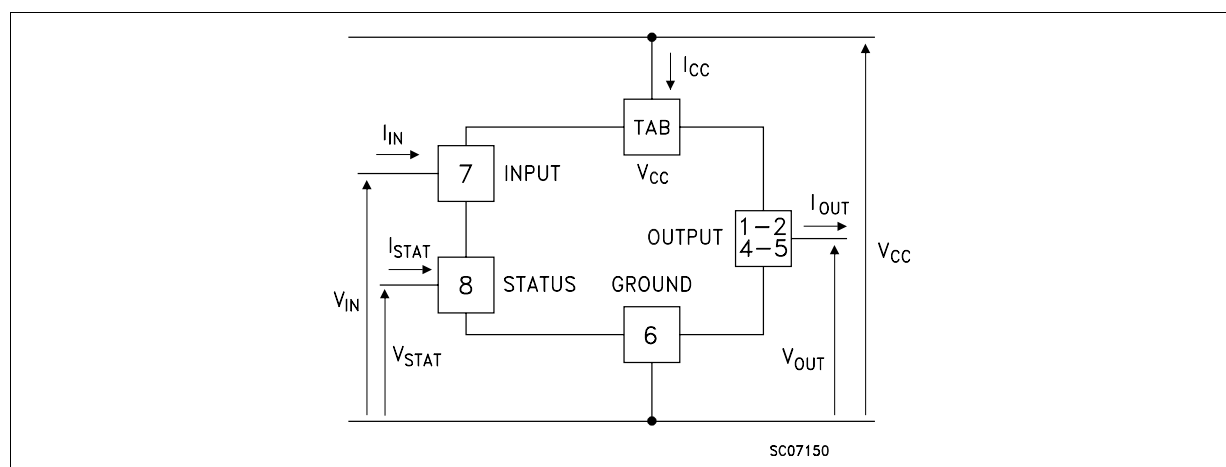 I_CC
TAB
V_CC
I_IN
7 INPUT
I_STAT
8 STATUS
V_IN
V_STAT
OUTPUT
1-2
4-5
I_OUT
V_CC
GROUND
6
V_OUT
SC07150